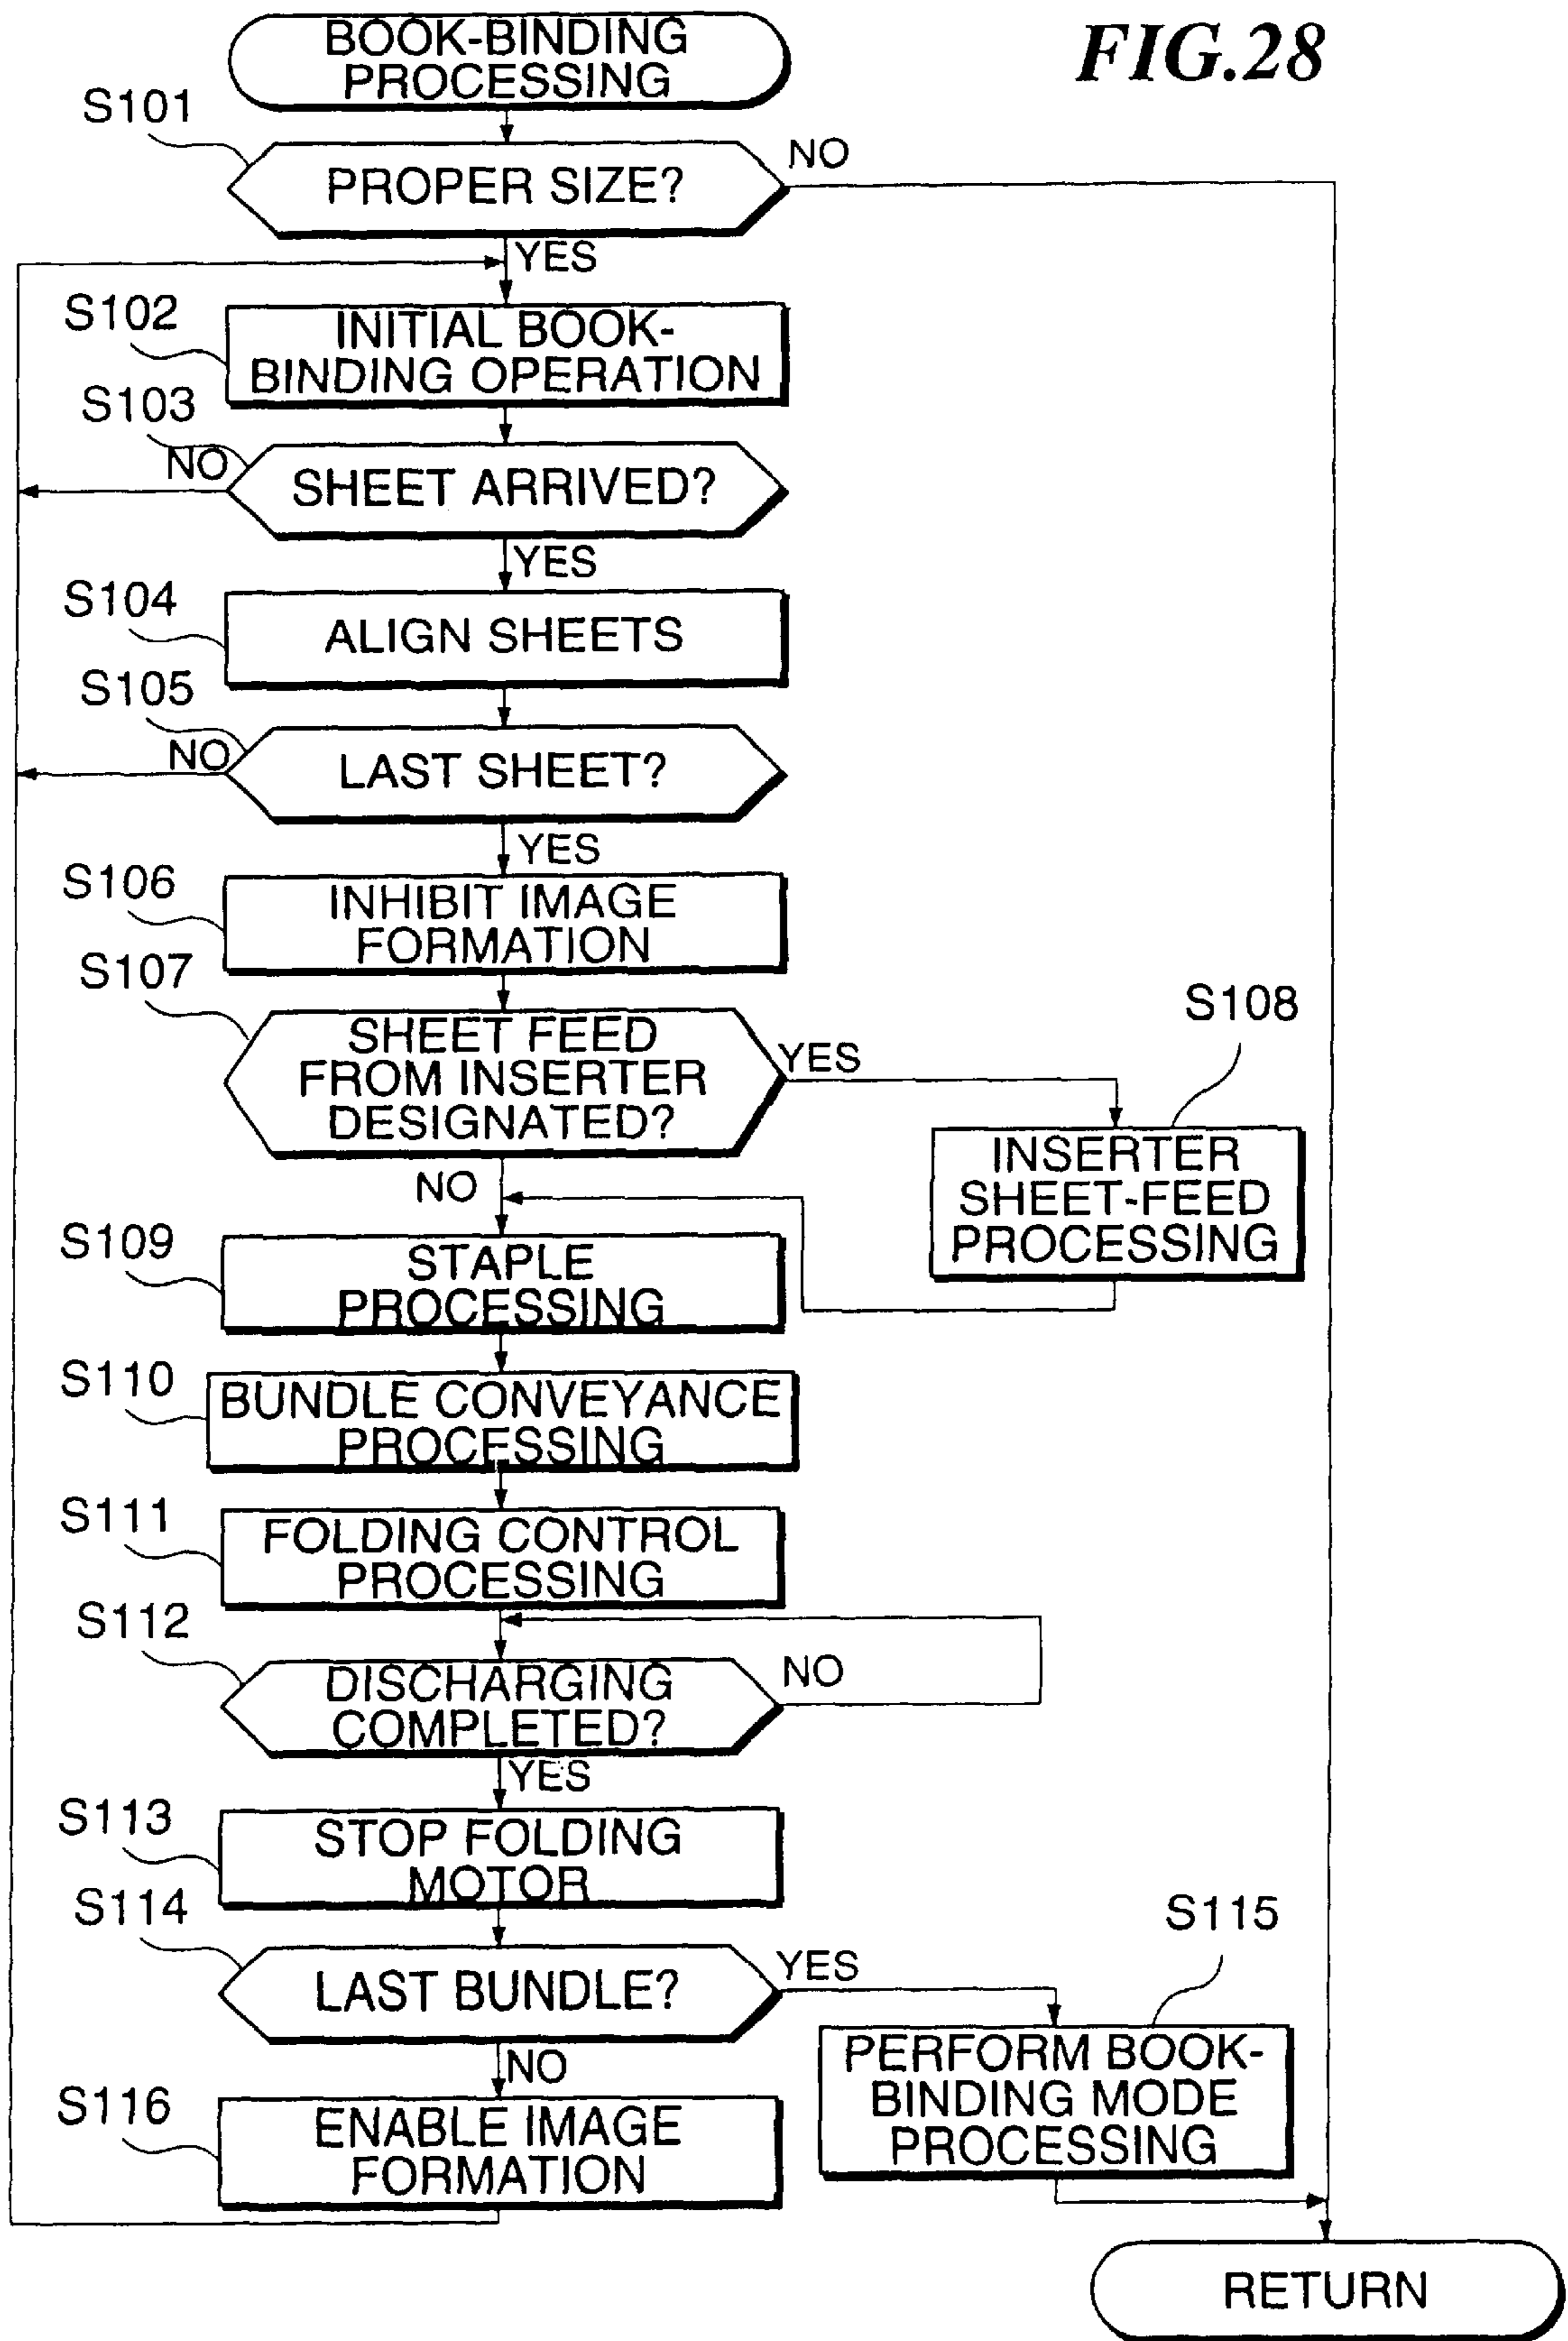 BOOK-BINDING
PROCESSING
FIG.28
S101
PROPER SIZE?
NO
YES
S102
INITIAL BOOK-
BINDING OPERATION
S103
NO
SHEET ARRIVED?
YES
S104
ALIGN SHEETS
S105
NO
LAST SHEET?
YES
S106
INHIBIT IMAGE
FORMATION
S107
SHEET FEED
FROM INSERTER
DESIGNATED?
YES
S108
INSERTER
SHEET-FEED
PROCESSING
NO
S109
STAPLE
PROCESSING
S110
BUNDLE CONVEYANCE
PROCESSING
S111
FOLDING CONTROL
PROCESSING
S112
DISCHARGING
COMPLETED?
NO
YES
S113
STOP FOLDING
MOTOR
S114
LAST BUNDLE?
YES
S115
PERFORM BOOK-
BINDING MODE
PROCESSING
NO
S116
ENABLE IMAGE
FORMATION
RETURN